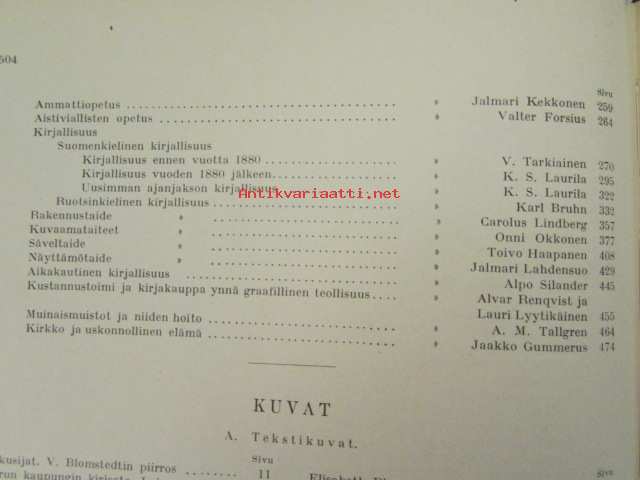 504
Sivu
Ammattiopetus . . . . . . . . . . » Jalmari Kekkonen 259
Aistiviallisten opetus . . . . . . . . . . » Valter Forsius 264
Kirjallisuus
Suomenkielinen kirjallisuus
Kirjallisuus ennen vuotta 1880 . . . . . . . . . . » V. Tarkiainen 270
Kirjallisuus vuoden 1880 jälkeen . . . . . . . . . . » K. S. Laurila 295
Uusimman ajanjakson kirjallisuus » K. S. Laurila 322
Antikvariaatti.net
Ruotsinkielinen kirjallisuus . . . . . . . . . . » Karl Bruhn 332
Rakennustaide » » Carolus Lindberg 357
Kuvaamataiteet » » Onni Okkonen 377
Säveltaide » » Toivo Haapanen 408
Näyttämötaide » » Jalmari Lahdensuo 429
Aikakautinen kirjallisuus . . . . . . . . . . » Alpo Silander 445
Kustannustoimi ja kirjakauppa ynnä graafillinen teollisuus . . . . » Alvar Renqvist ja
Lauri Lyytikäinen 455
Muinaismuistot ja niiden hoito . . . . . . . . . . » A. M. Tallgren 464
Kirkko ja uskonnollinen elämä . . . . . . . . . . » Jaakko Gummerus 474
KUVAT
A. Tekstikuvat.
Sivu
kusijat. V. Blomstedtin piirros . . . . . . . . 11
Sivu